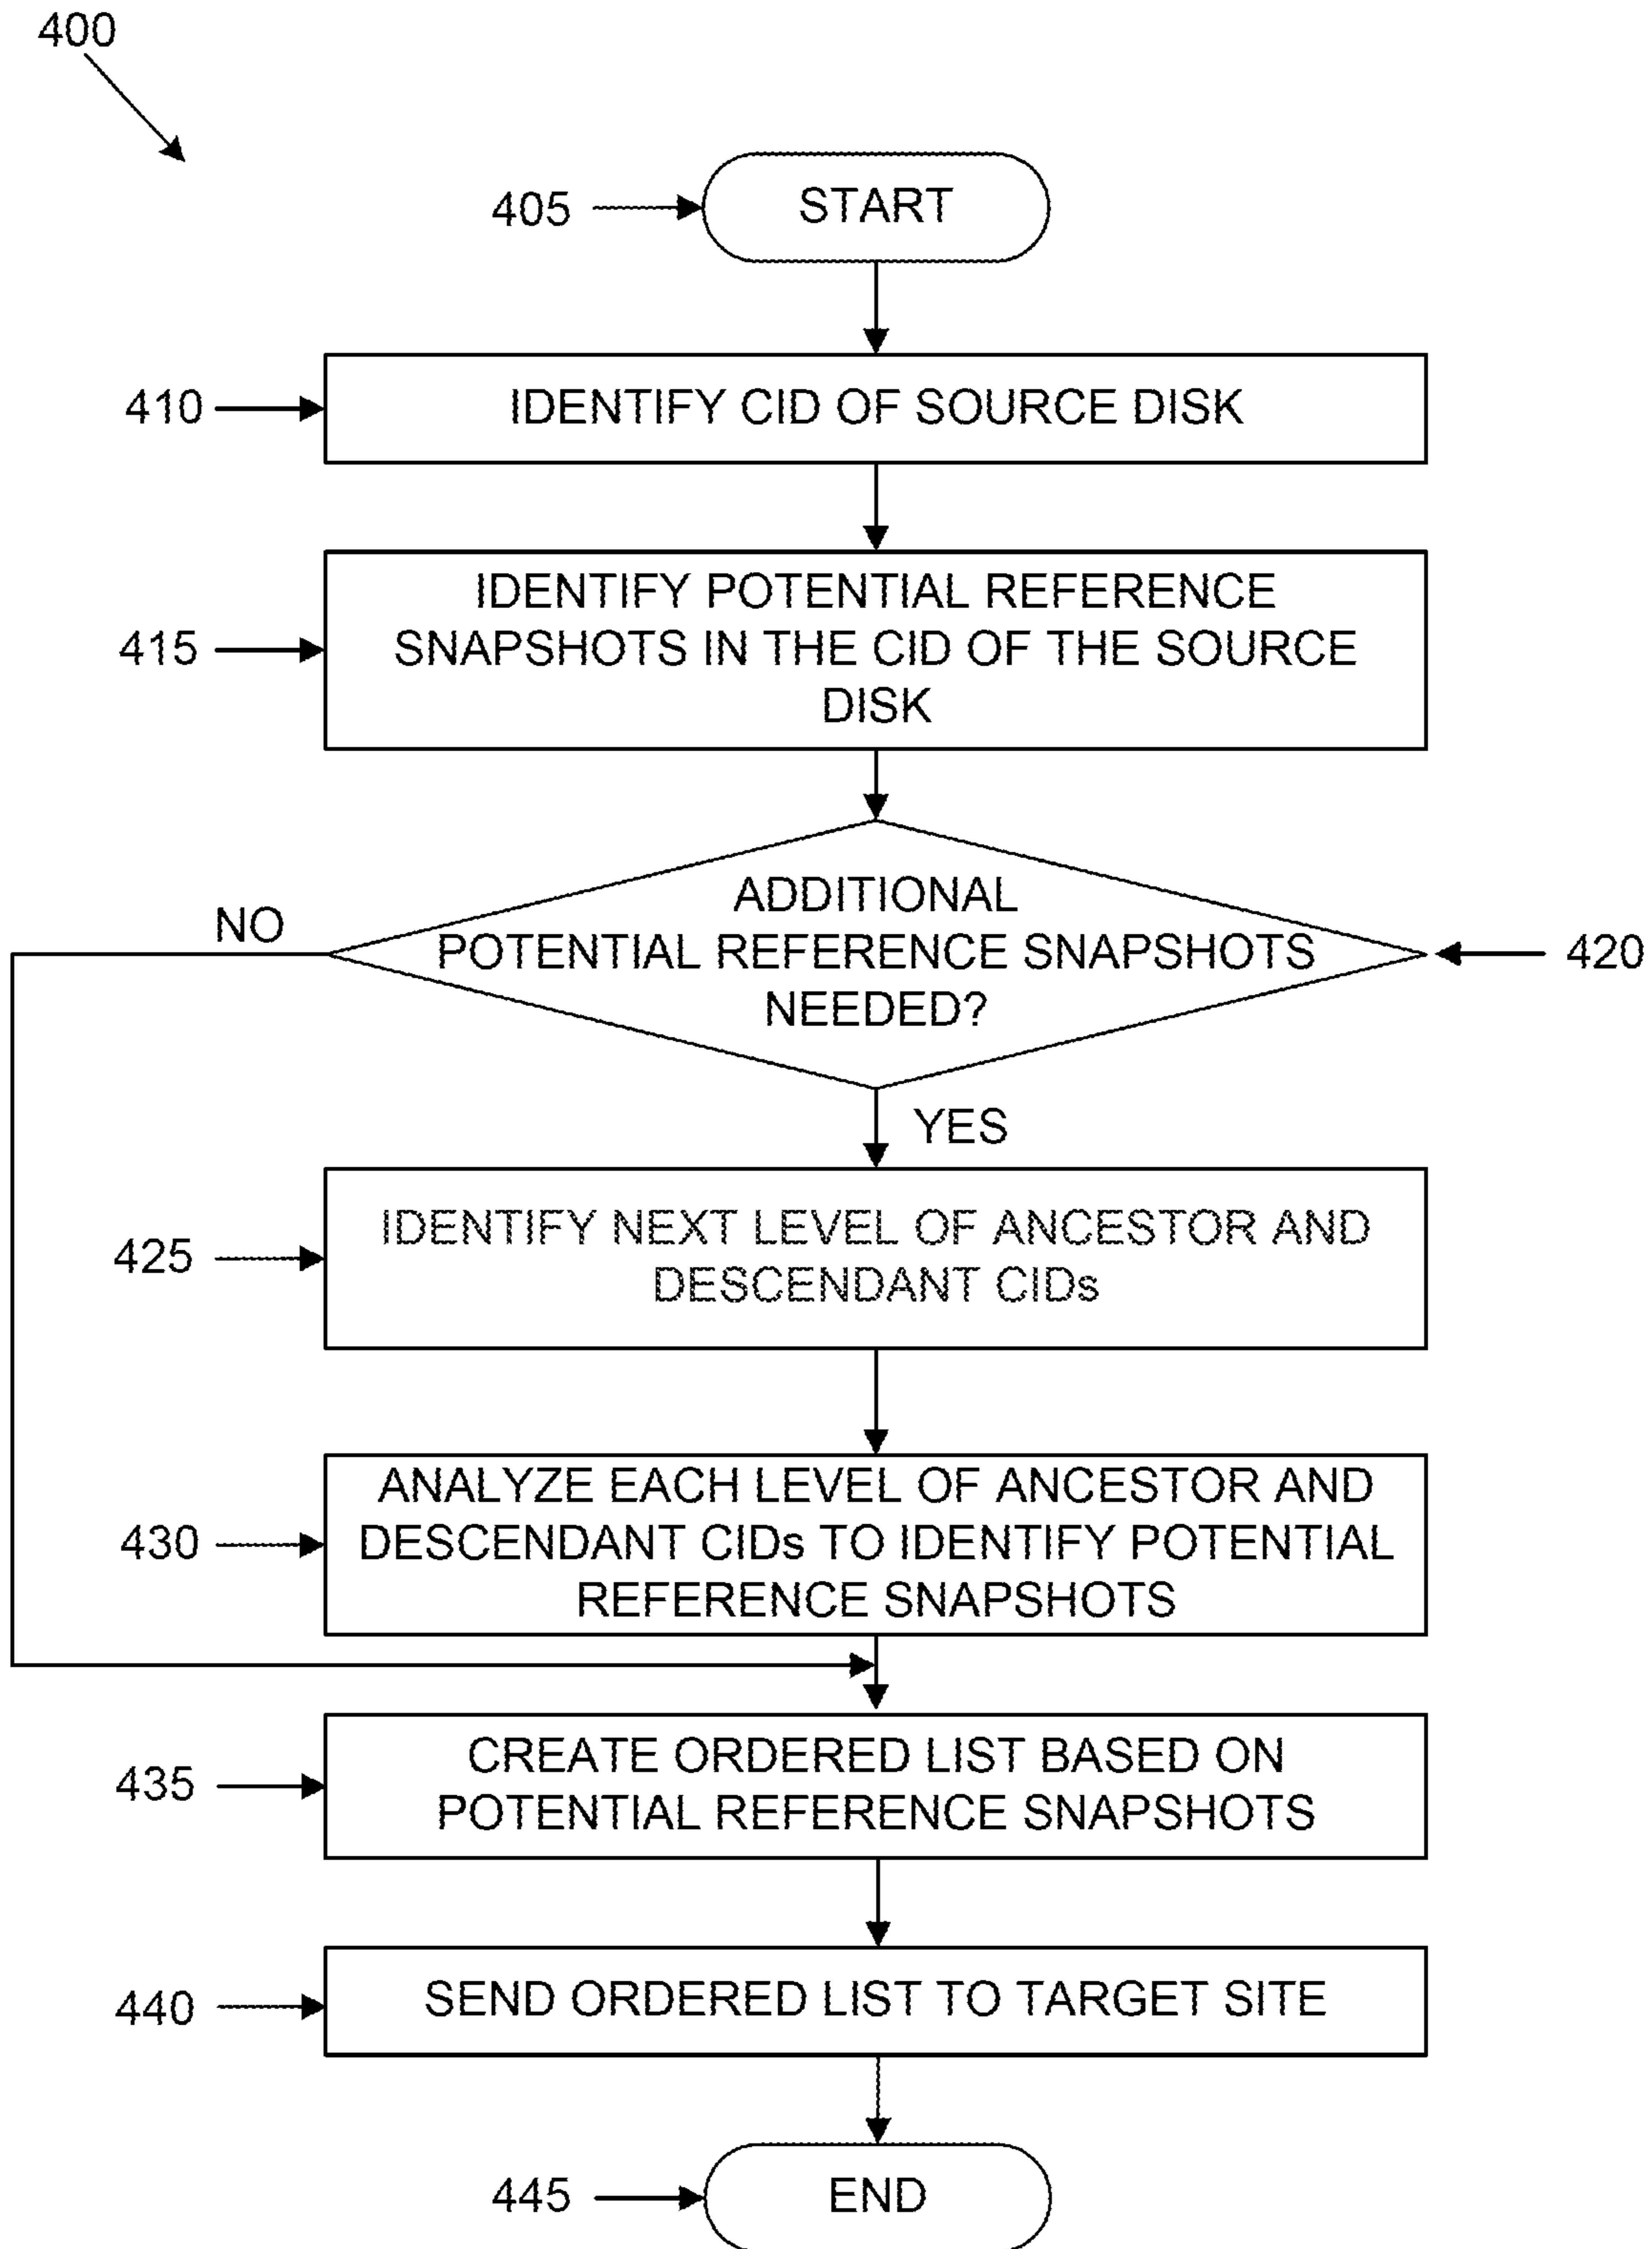 400
405
START
410
IDENTIFY CID OF SOURCE DISK
IDENTIFY POTENTIAL REFERENCE
415
SNAPSHOTS IN THE CID OF THE SOURCE
DISK
ADDITIONAL
NO
POTENTIAL REFERENCE SNAPSHOTS
420
NEEDED?
YES
IDENTIFY NEXT LEVEL OF ANCESTOR AND
425
DESCENDANT CIDs
ANALYZE EACH LEVEL OF ANCESTOR AND
430
DESCENDANT CIDs TO IDENTIFY POTENTIAL
REFERENCE SNAPSHOTS
CREATE ORDERED LIST BASED ON
435
POTENTIAL REFERENCE SNAPSHOTS
440
SEND ORDERED LIST TO TARGET SITE
445
END